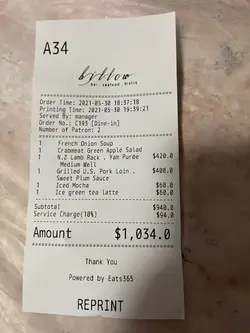 A34
billow
bar . seafood . bistro
Order Time: 2021-05-30 18:37:18
Printing Time: 2021-05-30 19:39:21
Served By: manager
Order No.: C193 [Dine-in]
Number of Patron: 2
1 French Onion Soup
1 Crabmeat Green Apple Salad
1 N.Z Lamb Rack . Yam Purée $420.0
Medium Well
1 Grilled U.S. Pork Loin . $400.0
Sweet Plum Sauce
1 Iced Mocha $60.0
1 Ice green tea latte $60.0
Subtotal $940.0
Service Charge(10%) $94.0
Amount $1,034.0
Thank You
Powered by Eats365
REPRINT